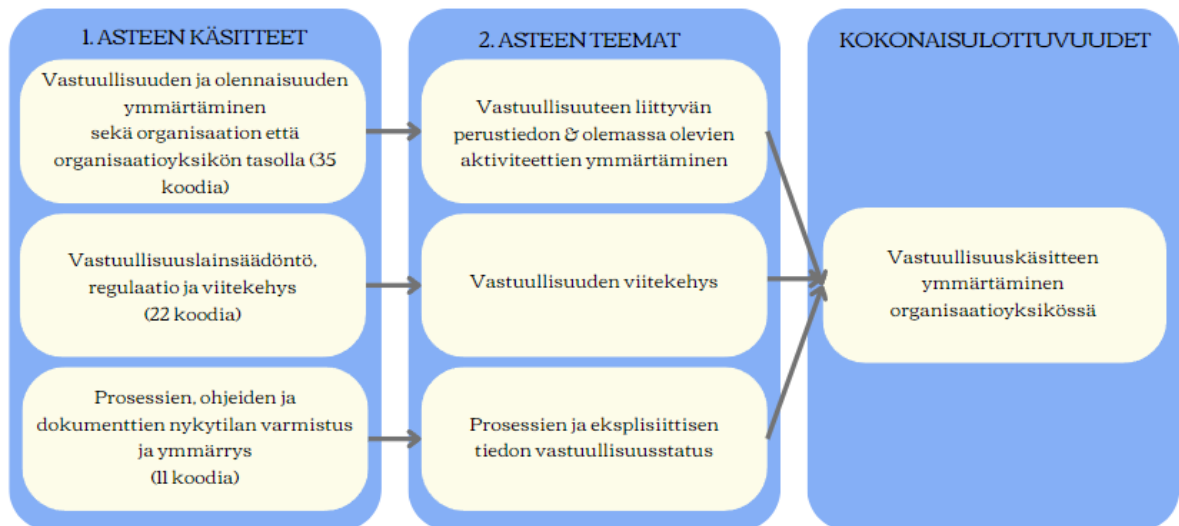 1. ASTEEN KÄSITTEET
Vastuullisuuden ja olennaisuuden
ymmärtäminen
sekä organisaation että
organisaatioyksikön tasolla (35
koodia)
Vastuullisuuslainsäädöntö,
regulaatio ja viitekehys
(22 koodia)
Prosessien, ohjeiden ja
dokumenttien nykytilan varmistus
ja ymmärrys
(11 koodia)
2. ASTEEN TEEMAT
Vastuullisuuteen liittyvän
perustiedon & olemassa olevien
aktiviteettien ymmärtäminen
Vastuullisuuden viitekehys
Prosessien ja eksplisiittisen
tiedon vastuullisuusstatus
KOKONAISULOTTUVUUDET
Vastuullisuuskäsitteen
ymmärtäminen
organisaatioyksikössä